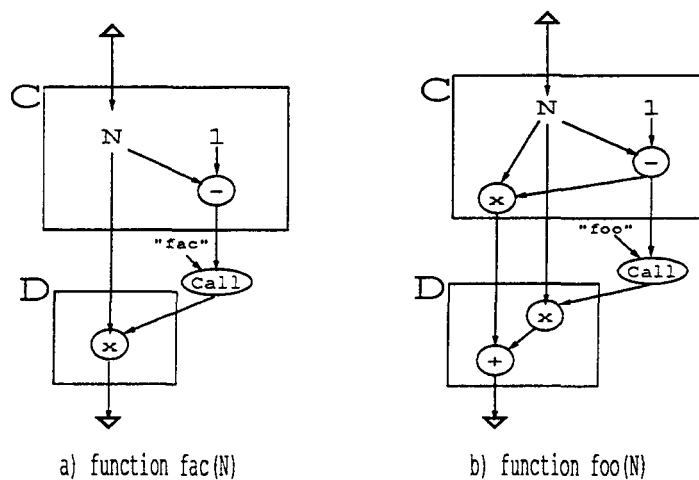 C
C
N
1
N
1
-
-
x
"fac"
"foo"
Call
Call
D
D
x
x
+
a) function fac(N)
b) function foo(N)